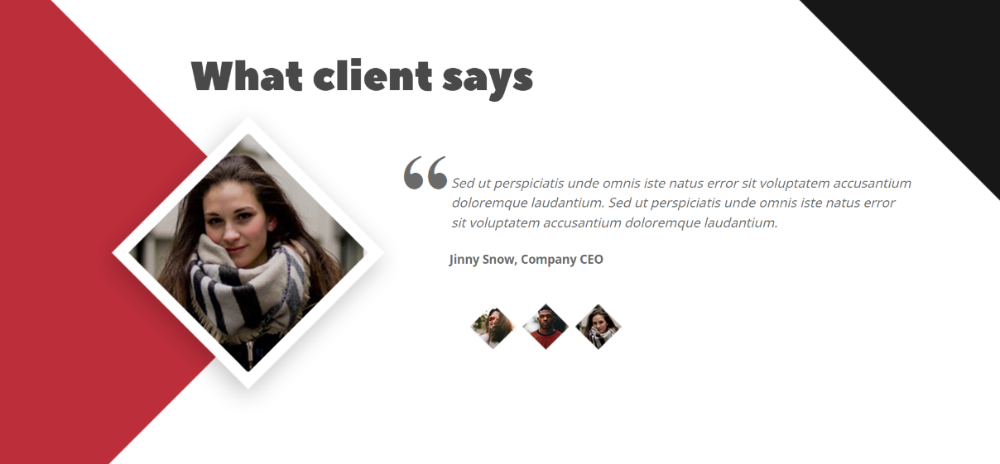 What client says
“ Sed ut perspiciatis unde omnis iste natus error sit voluptatem accusantium
doloremque laudantium. Sed ut perspiciatis unde omnis iste natus error
sit voluptatem accusantium doloremque laudantium.
Jinny Snow, Company CEO